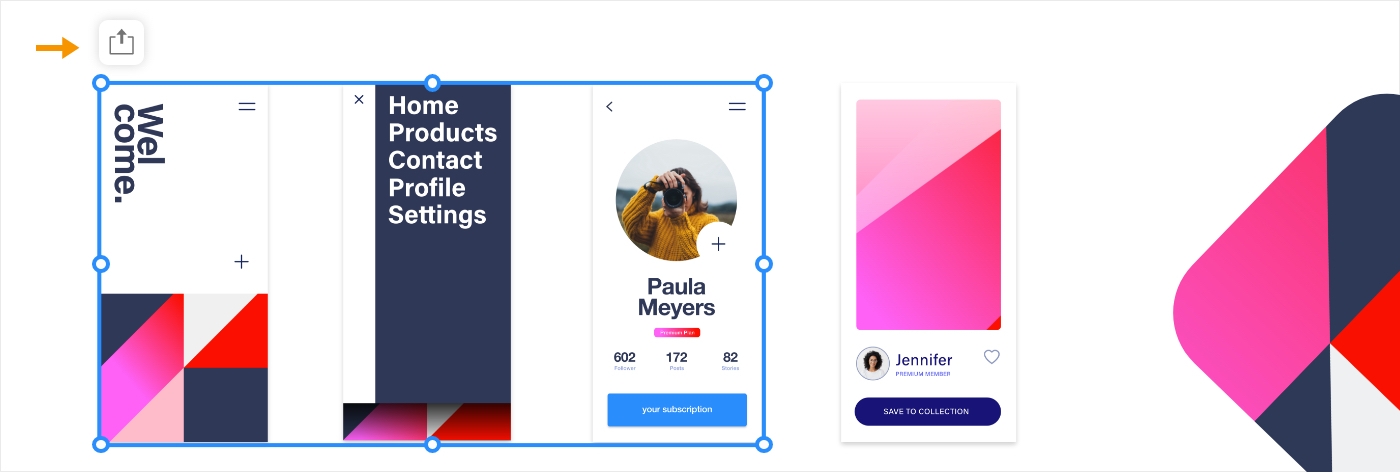 Wel
come.
Home
Products
Contact
Profile
Settings
Paula
Meyers
Premium Plan
602
172
82
Follower
Posts
Stories
your subscription
Jennifer
PREMIUM MEMBER
SAVE TO COLLECTION